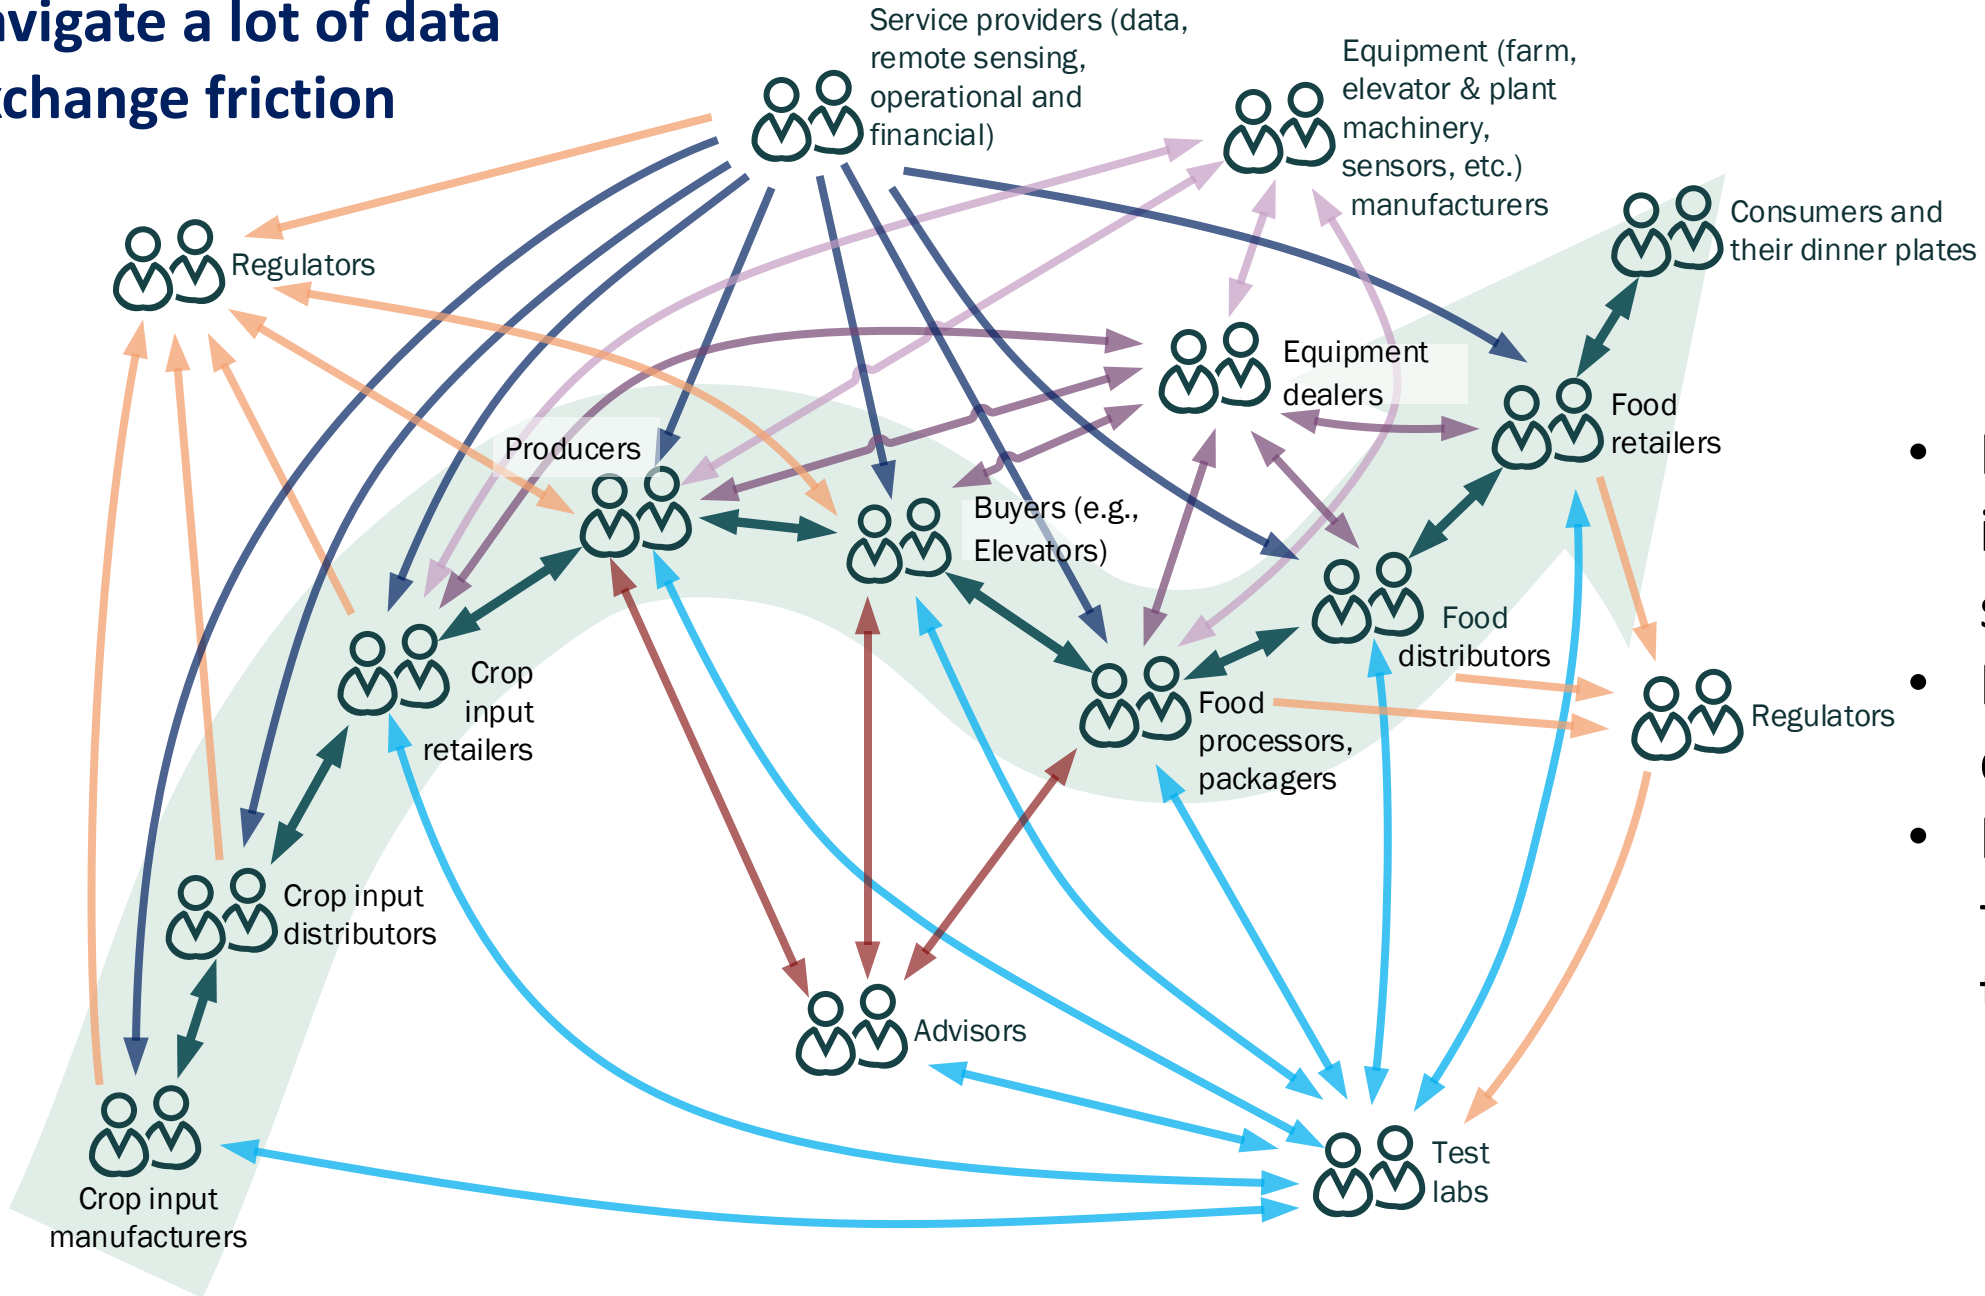 avigate a lot of data
change friction
Service providers (data,
remote sensing,
operational and
financial)
Equipment (farm,
elevator & plant
machinery,
sensors, etc.)
manufacturers
Consumers and
their dinner plates
Regulators
Equipment
dealers
Food
retailers
Producers
Buyers (e.g.,
Elevators)
Food
distributors
Crop
input
retailers
Food
processors,
packagers
Regulators
Crop input
distributors
Advisors
Test
labs
Crop input
manufacturers